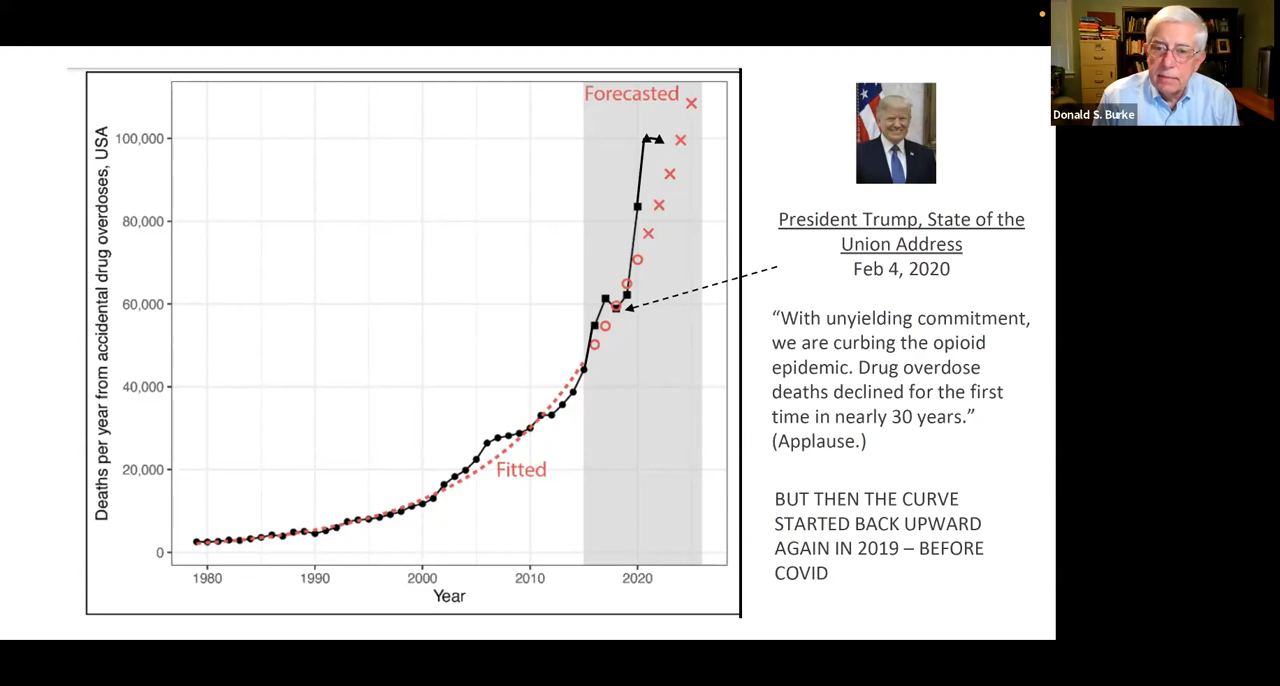 Forecasted
100,000
80,000
60,000
40,000
20,000
0
Deaths per year from accidental drug overdoses, USA
Fitted
1980
1990
2000
2010
2020
Year
President Trump, State of the
Union Address
Feb 4, 2020
“With unyielding commitment,
we are curbing the opioid
epidemic. Drug overdose
deaths declined for the first
time in nearly 30 years.”
(Applause.)
BUT THEN THE CURVE
STARTED BACK UPWARD
AGAIN IN 2019 – BEFORE
COVID
Donald S. Burke